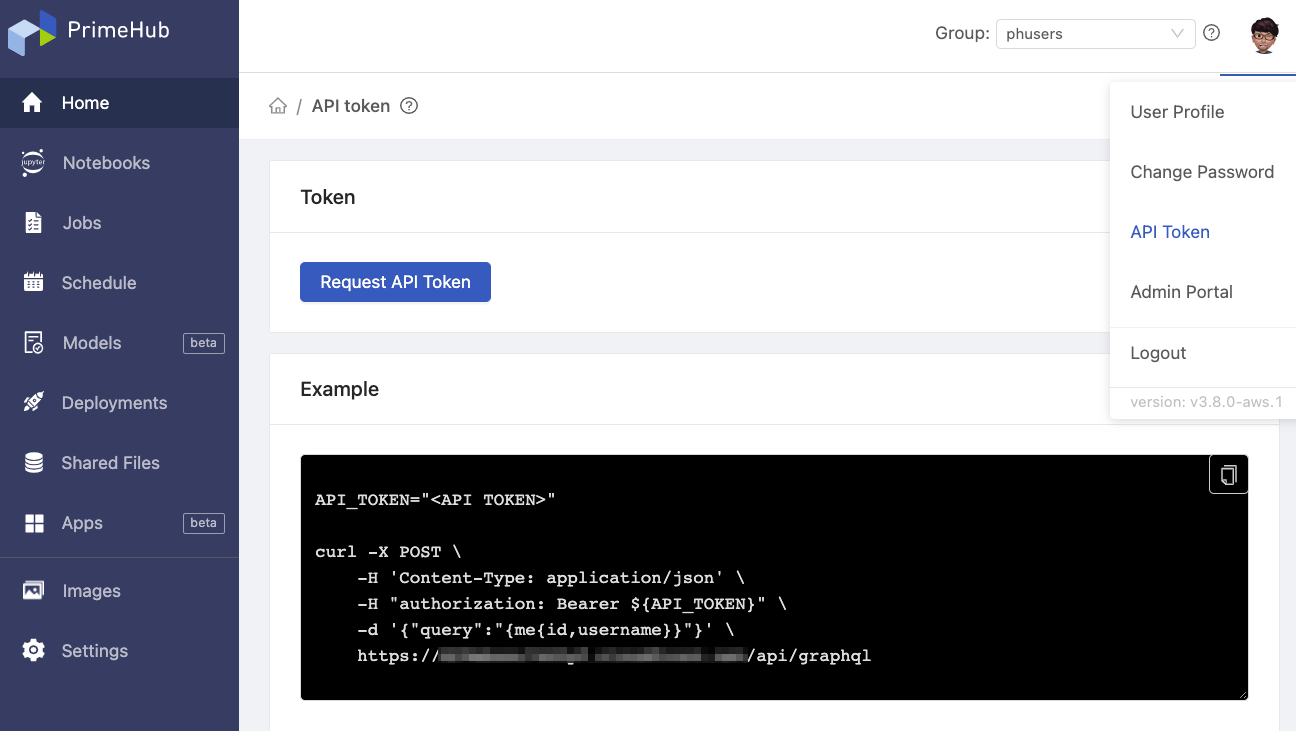 PrimeHub
Group: phusers
Home
Notebooks
Jobs
Schedule
Models beta
Deployments
Shared Files
Apps beta
Images
Settings
/ API token
Token
Request API Token
Example
API_TOKEN="<API TOKEN>"
curl -X POST \
-H 'Content-Type: application/json' \
-H "authorization: Bearer ${API_TOKEN}" \
-d '{"query":"{me{id,username}}"}' \
https:///api/graphql
User Profile
Change Password
API Token
Admin Portal
Logout
version: v3.8.0-aws.1
jupyter